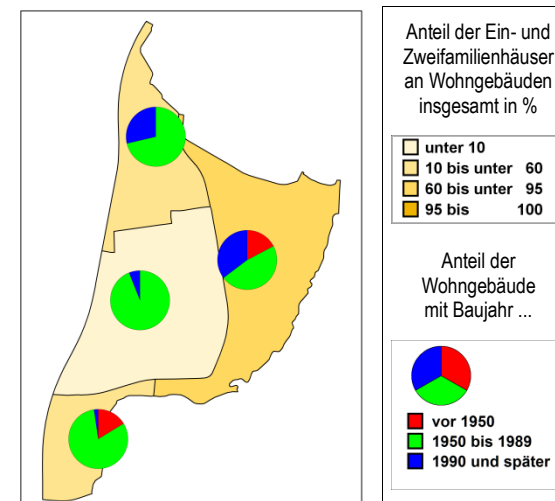 Anteil der Ein- und
Zweifamilienhäuser
an Wohngebäuden
insgesamt in %
unter 10
10 bis unter 60
60 bis unter 95
95 bis 100
Anteil der
Wohngebäude
mit Baujahr ...
vor 1950
1950 bis 1989
1990 und später